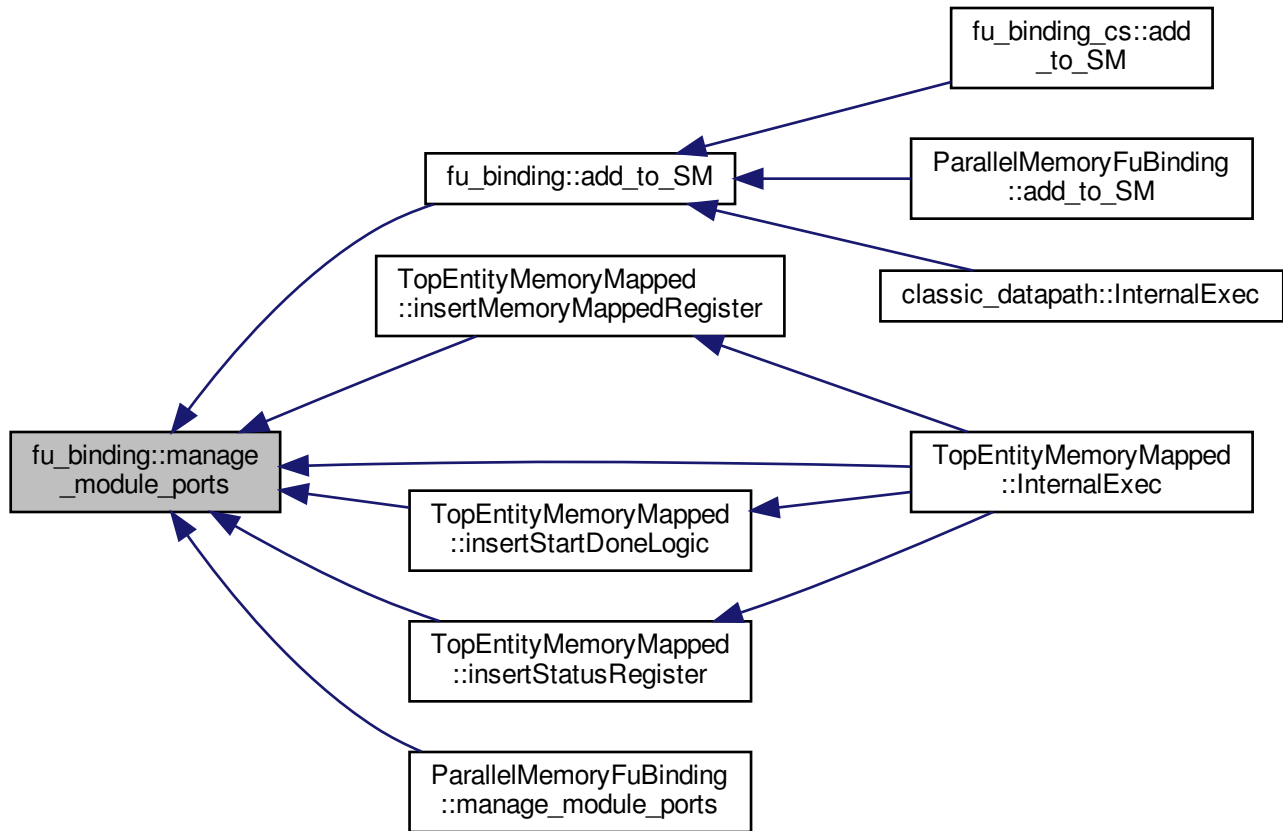 fu_binding_cs::add
_to_SM
fu_binding::add_to_SM
ParallelMemoryFuBinding
::add_to_SM
TopEntityMemoryMapped
::insertMemoryMappedRegister
classic_datapath::InternalExec
fu_binding::manage
_module_ports
TopEntityMemoryMapped
::InternalExec
TopEntityMemoryMapped
::insertStartDoneLogic
TopEntityMemoryMapped
::insertStatusRegister
ParallelMemoryFuBinding
::manage_module_ports